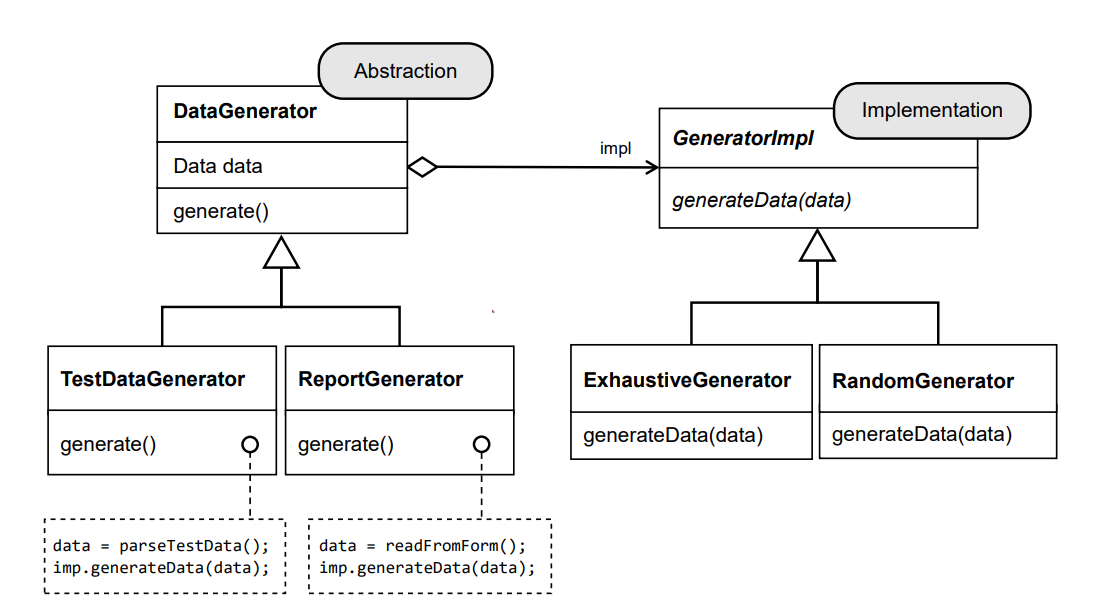 Abstraction
DataGenerator
Data data
generate()
impl
Implementation
GeneratorImpl
generateData(data)
TestDataGenerator
generate()
ReportGenerator
generate()
ExhaustiveGenerator
generateData(data)
RandomGenerator
generateData(data)
data = parseTestData();
imp.generateData(data);
data = readFromForm();
imp.generateData(data);